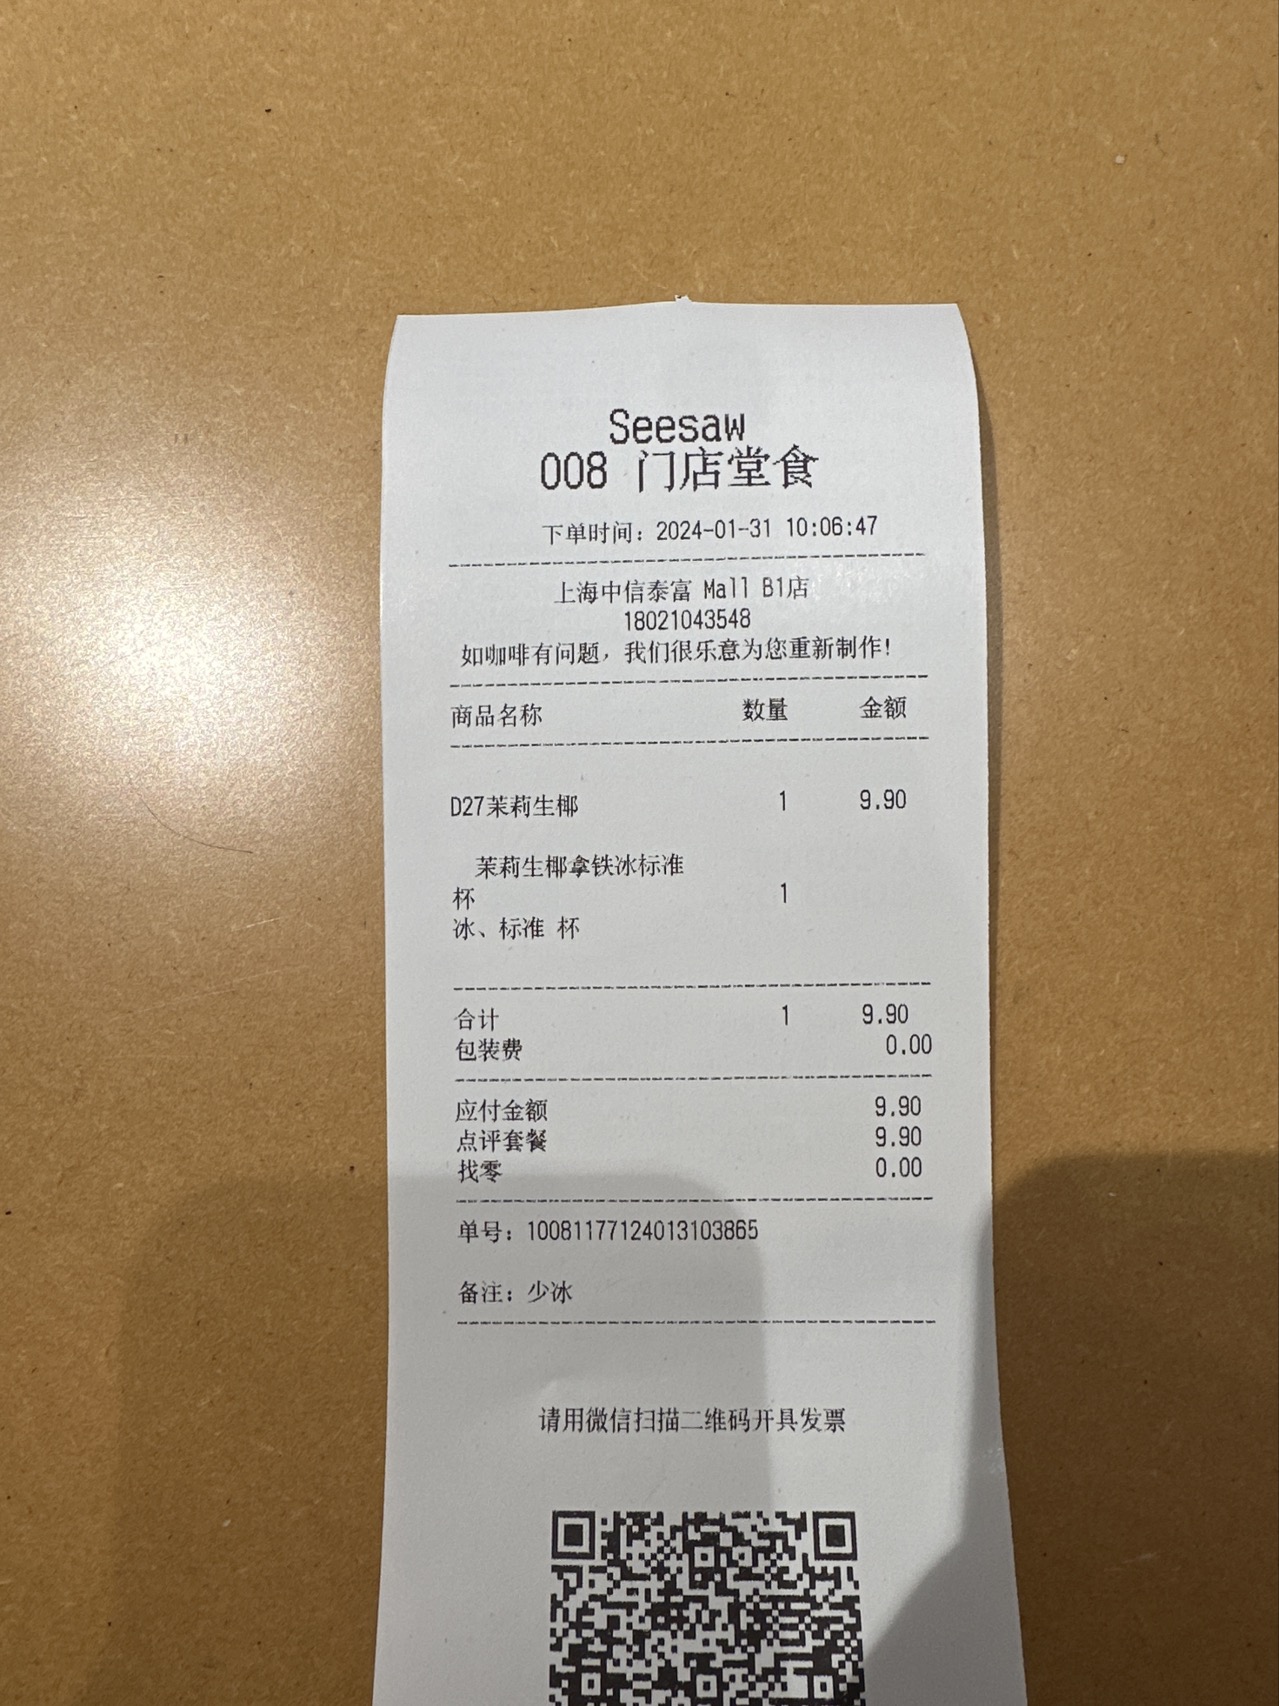 Seesaw
008 门店堂食
下单时间：2024-01-31 10:06:47
上海中信泰富 Mall B1店
18021043548
如咖啡有问题，我们很乐意为您重新制作！
商品名称 数量 金额
D27茉莉生椰 1 9.90
茉莉生椰拿铁冰标准
杯 1
冰、标准 杯
合计 1 9.90
包装费 0.00
应付金额 9.90
点评套餐 9.90
找零 0.00
单号：10081177124013103865
备注：少冰
请用微信扫描二维码开具发票